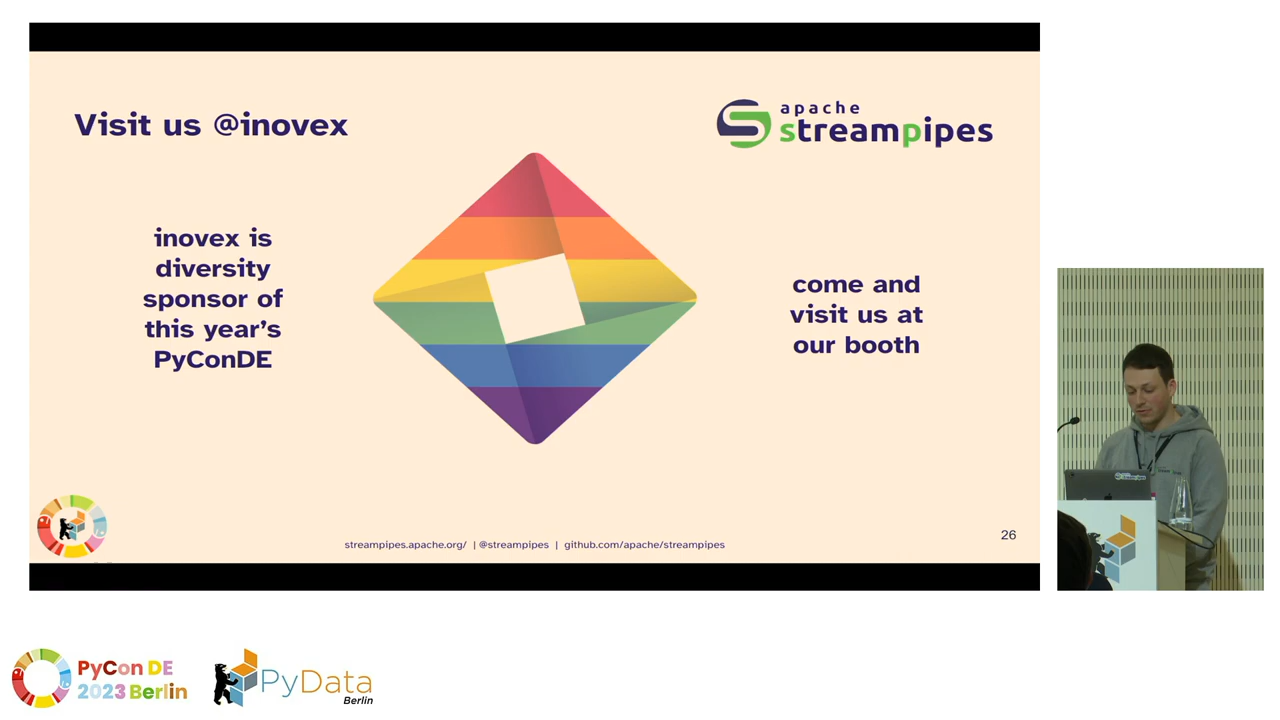 Visit us @inovex
apache
streampipes
inovex is
diversity
sponsor of
this year’s
PyConDE
come and
visit us at
our booth
streampipes.apache.org/ | @streampipes | github.com/apache/streampipes
26
PyCon DE
2023 Berlin
PyData
Berlin